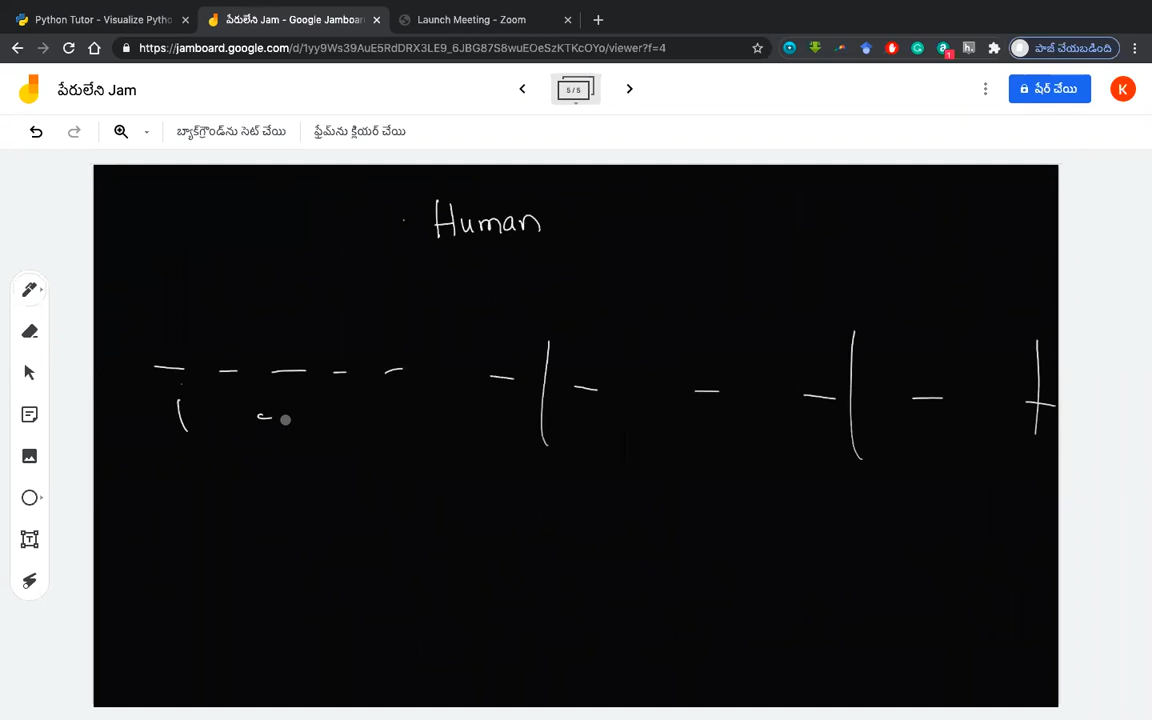 Python Tutor - Visualize Pytho
పేరులేని Jam - Google Jamboar
Launch Meeting - Zoom
https://jamboard.google.com/d/1yy9Ws39AuE5RdDRX3LE9_6JBG87S8wuEOeSzKTKcOYo/viewer?f=4
పాజ్ చేయబడింది
పేరులేని Jam
5 / 5
షేర్ చేయి
K
బ్యాక్‌గ్రౌండ్‌ను సెట్ చేయి
ఫ్రేమ్‌ను క్లియర్ చేయి
Human